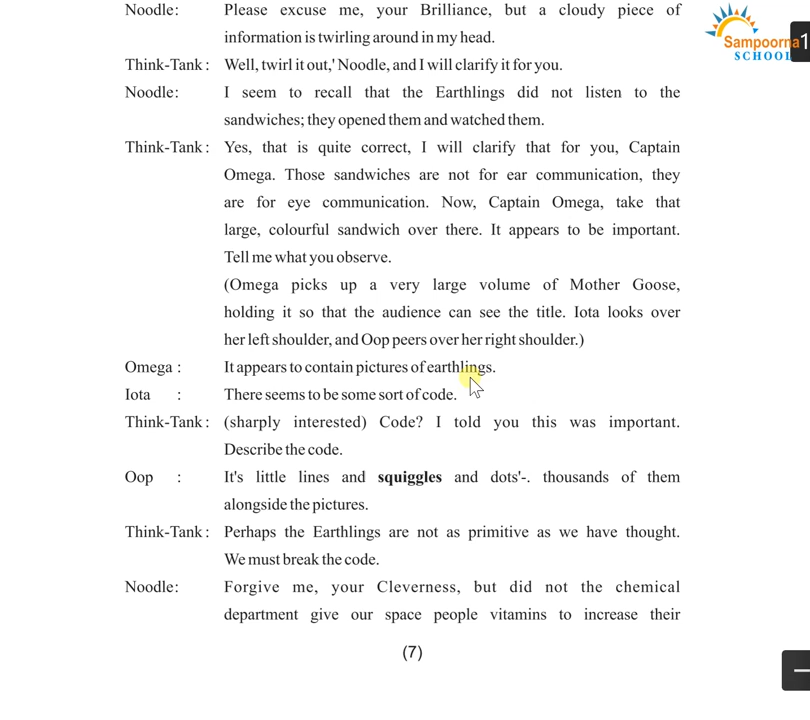 Noodle: Please excuse me, your Brilliance, but a cloudy piece of
information is twirling around in my head.
Think-Tank : Well, twirl it out,' Noodle, and I will clarify it for you.
Noodle: I seem to recall that the Earthlings did not listen to the
sandwiches; they opened them and watched them.
Think-Tank : Yes, that is quite correct, I will clarify that for you, Captain
Omega. Those sandwiches are not for ear communication, they
are for eye communication. Now, Captain Omega, take that
large, colourful sandwich over there. It appears to be important.
Tell me what you observe.
(Omega picks up a very large volume of Mother Goose,
holding it so that the audience can see the title. Iota looks over
her left shoulder, and Oop peers over her right shoulder.)
Omega : It appears to contain pictures of earthlings.
Iota : There seems to be some sort of code.
Think-Tank : (sharply interested) Code? I told you this was important.
Describe the code.
Oop : It's little lines and squiggles and dots'-. thousands of them
alongside the pictures.
Think-Tank : Perhaps the Earthlings are not as primitive as we have thought.
We must break the code.
Noodle: Forgive me, your Cleverness, but did not the chemical
department give our space people vitamins to increase their
(7)
Sampoorna
SCHOOL
1